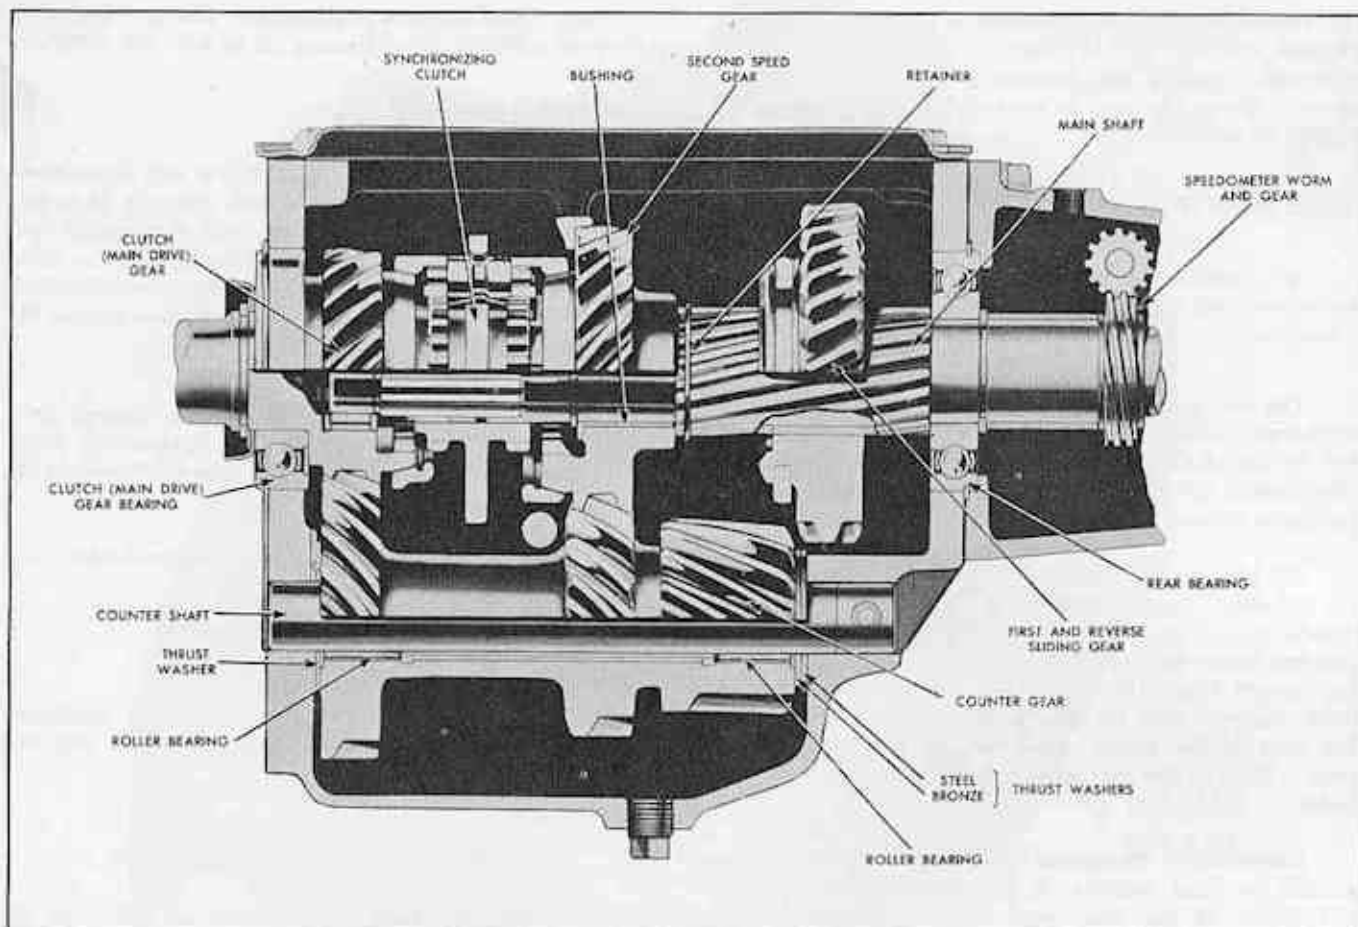 SYNCHRONIZING
CLUTCH
BUSHING
SECOND SPEED
GEAR
RETAINER
MAIN SHAFT
SPEEDOMETER WORM
AND GEAR
CLUTCH
(MAIN DRIVE)
GEAR
CLUTCH (MAIN DRIVE)
GEAR BEARING
REAR BEARING
COUNTER SHAFT
FIRST AND REVERSE
SLIDING GEAR
THRUST
WASHER
COUNTER GEAR
ROLLER BEARING
STEEL
BRONZE
THRUST WASHERS
ROLLER BEARING